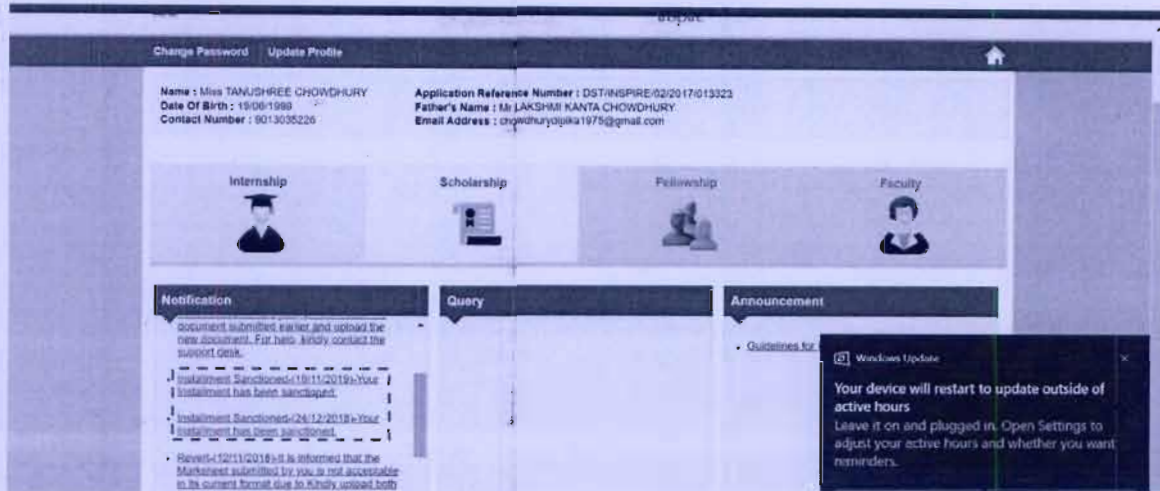 Change Password Update Profile
Name : Miss TANUSHREE CHOWDHURY
Date Of Birth : 19/06/1999
Contact Number : 9013035226
Application Reference Number : DST/INSPIRE/02/2017/013323
Father's Name : Mr LAKSHMI KANTA CHOWDHURY
Email Address : chowdhurydipika1975@gmail.com
Internship Scholarship Fellowship Faculty
Notification
document submitted earlier and upload the
new document. For help, kindly contact the
support desk.
Installment Sanctioned-(19/11/2019)-Your
installment has been sanctioned.
Installment Sanctioned-(24/12/2018)-Your
installment has been sanctioned.
Revert-(12/11/2018)-It is informed that the
Marksheet submitted by you is not acceptable
in its current format due to Kindly upload both
Query
Announcement
Guidelines for
Windows Update
Your device will restart to update outside of
active hours
Leave it on and plugged in. Open Settings to
adjust your active hours and whether you want
reminders.